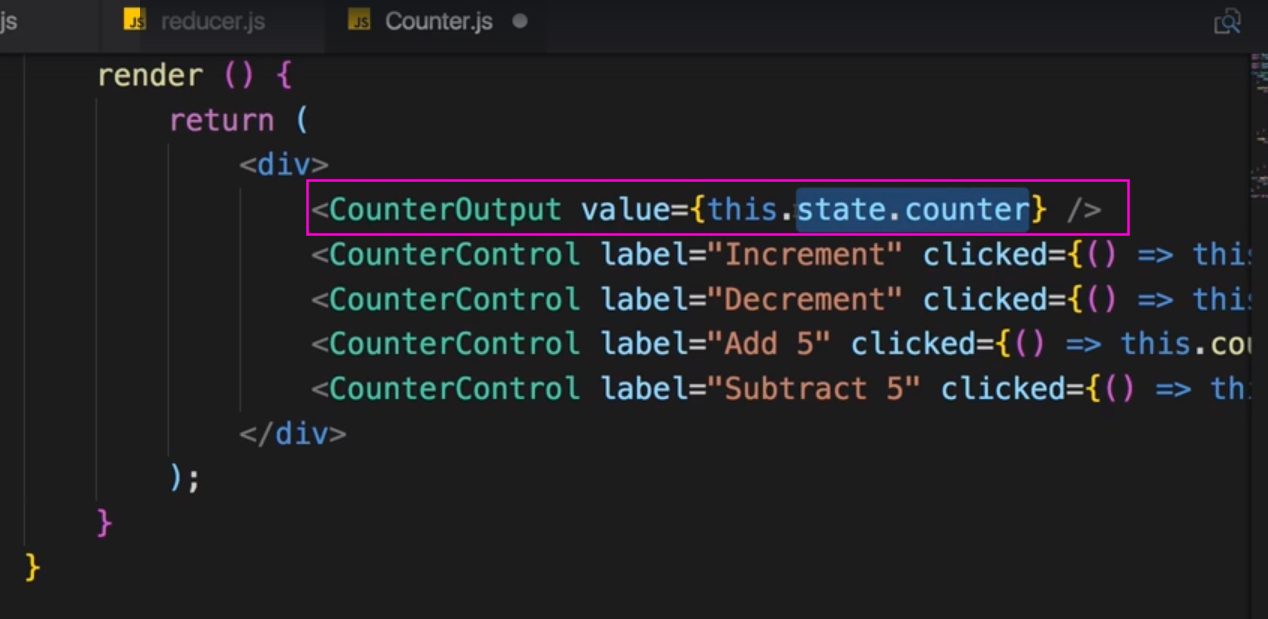 js JS reducer.js JS Counter.js
render () {
return (
<div>
<CounterOutput value={this.state.counter} />
<CounterControl label="Increment" clicked={() => this
<CounterControl label="Decrement" clicked={() => this
<CounterControl label="Add 5" clicked={() => this.cou
<CounterControl label="Subtract 5" clicked={() => th
</div>
);
}
}